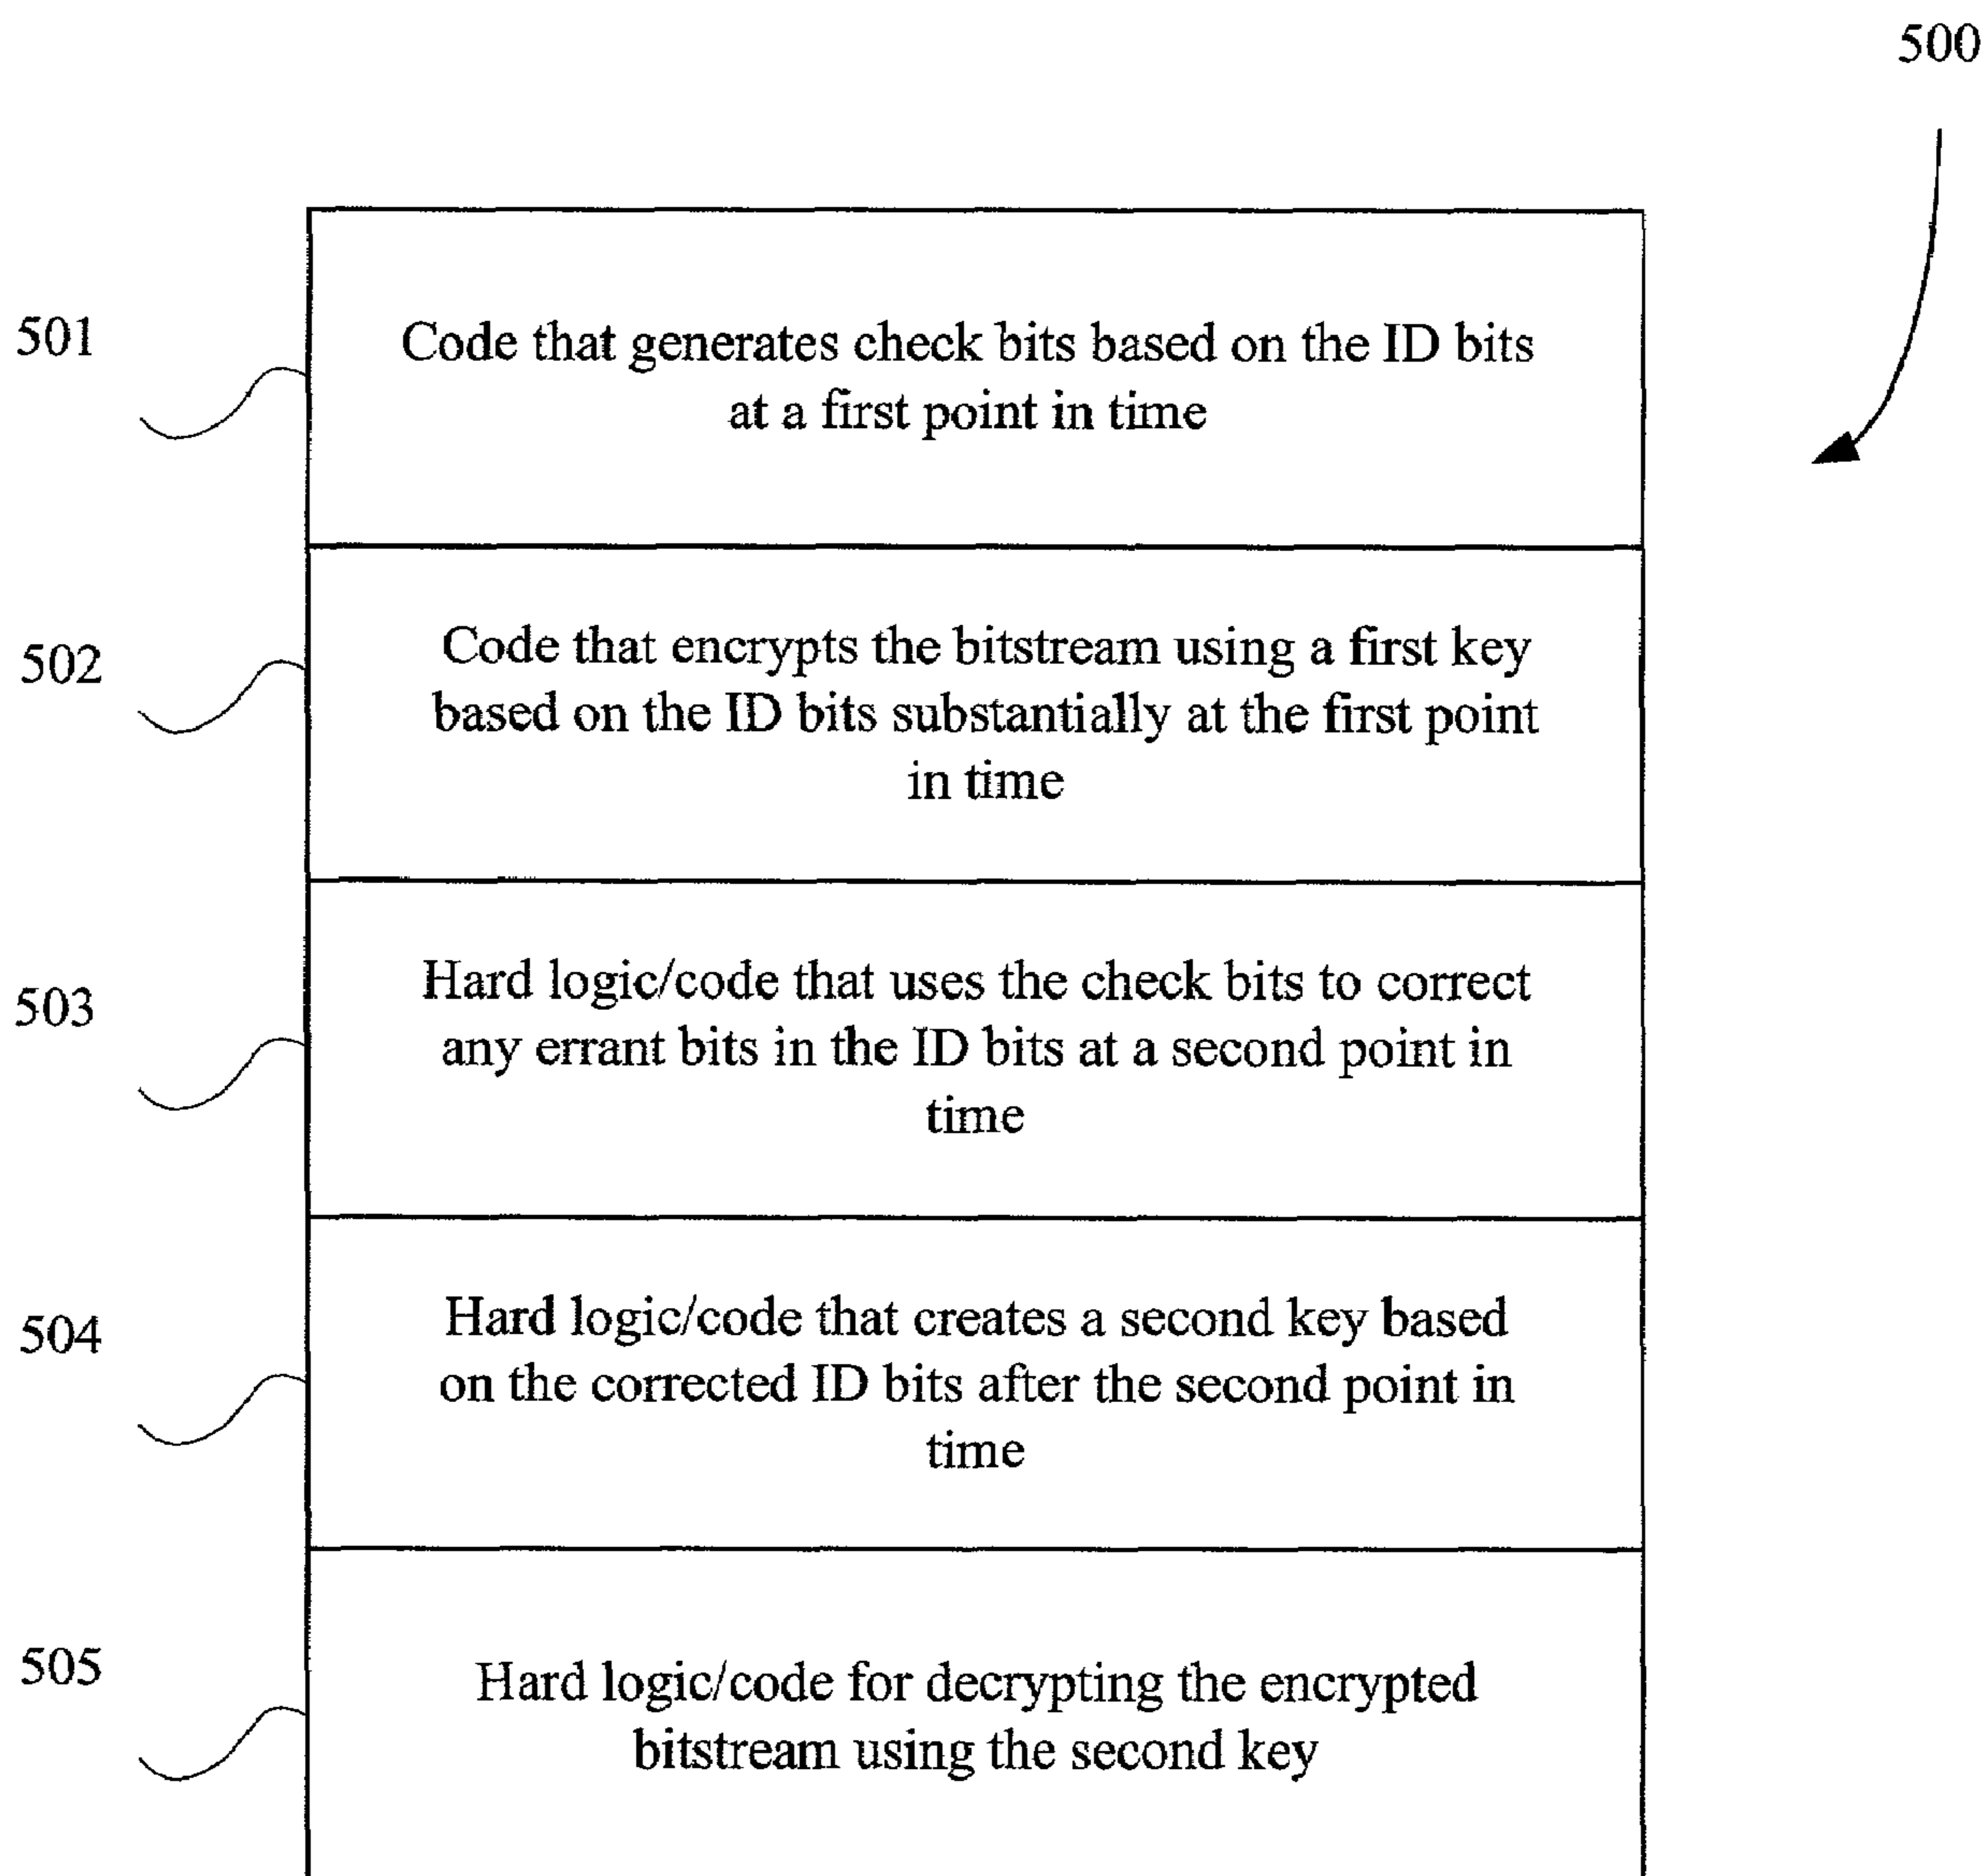 500
501
Code that generates check bits based on the ID bits
at a first point in time
502
Code that encrypts the bitstream using a first key
based on the ID bits substantially at the first point
in time
503
Hard logic/code that uses the check bits to correct
any errant bits in the ID bits at a second point in
time
504
Hard logic/code that creates a second key based
on the corrected ID bits after the second point in
time
505
Hard logic/code for decrypting the encrypted
bitstream using the second key